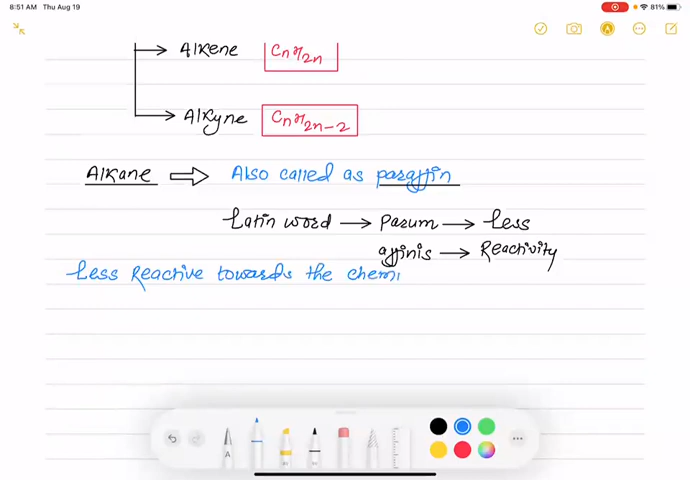 8:51 AM Thu Aug 19
81%
Alkene CnH2n
Alkyne CnH2n-2
Alkane ⇒ Also called as paraffin
Latin word → Parum → Less
affinis → Reactivity
Less Reactive towards the chemi
A